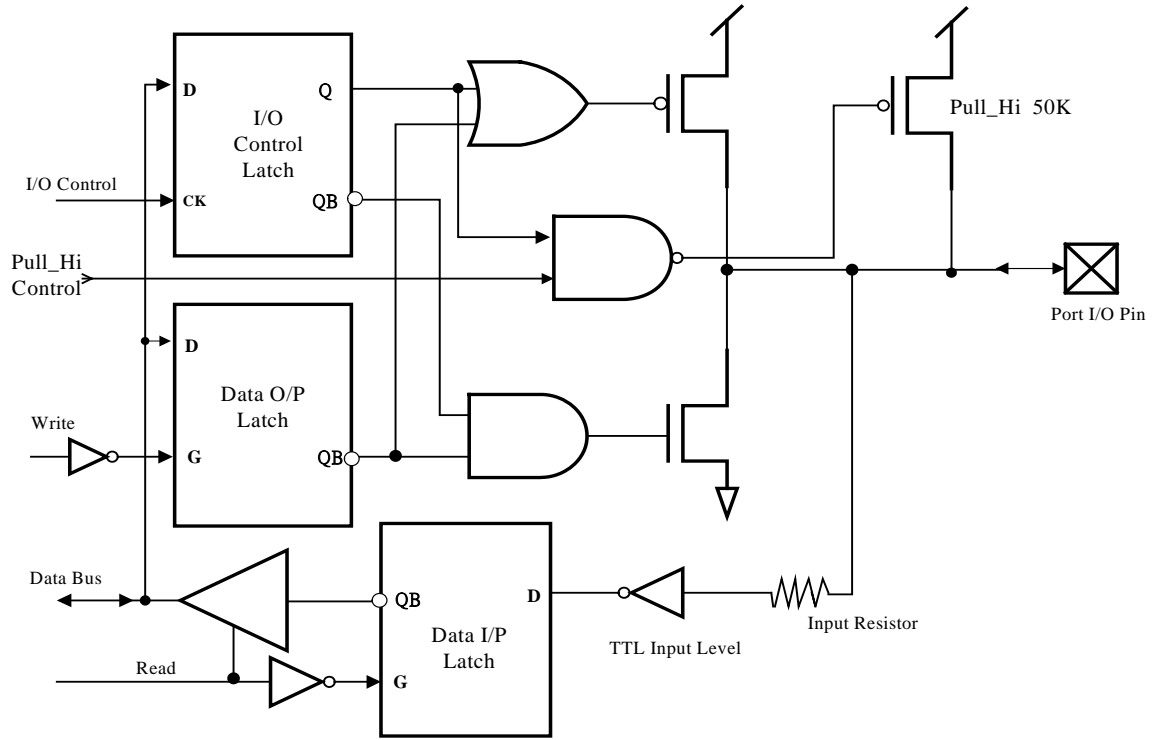 D
Q
I/O
Control
Latch
I/O Control
CK
QB
Pull_Hi
Control
Pull_Hi 50K
Port I/O Pin
D
Data O/P
Latch
Write
G
QB
Data Bus
QB
D
Data I/P
Latch
Read
G
TTL Input Level
Input Resistor